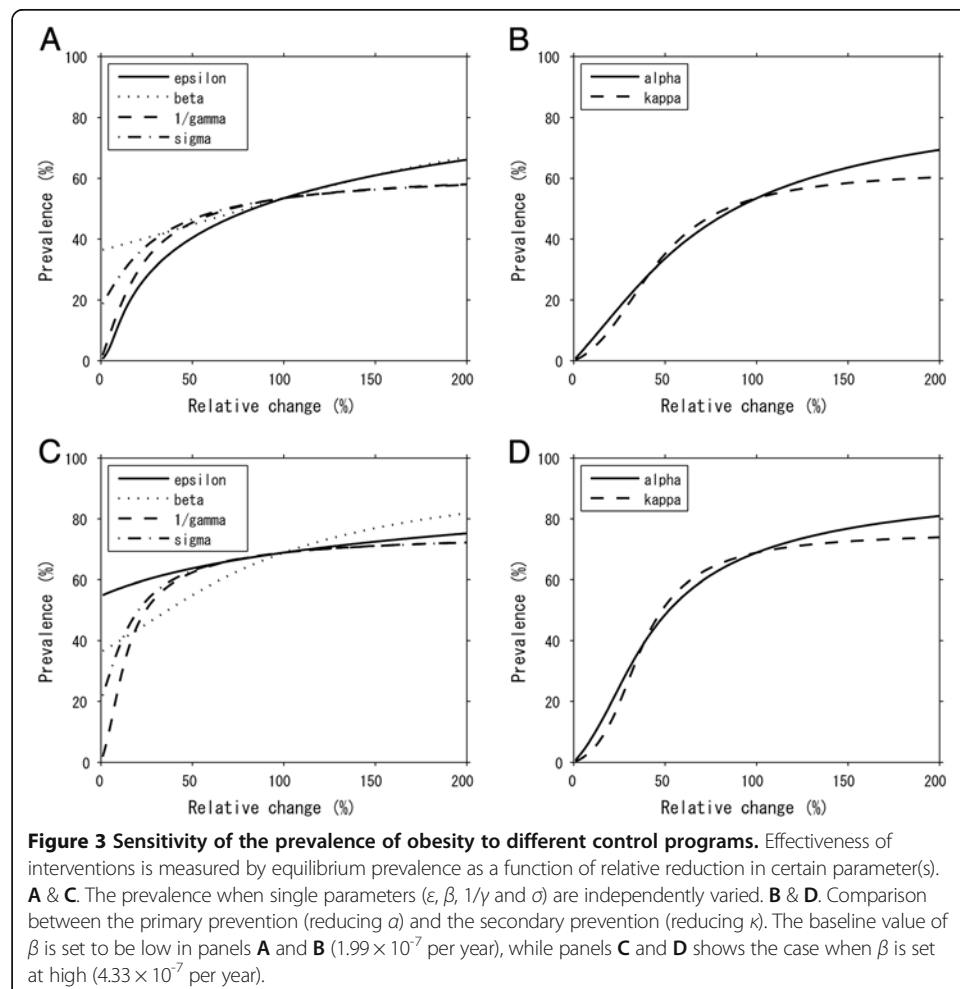 A
B
100
80
60
40
20
0
Prevalence (%)
epsilon
beta
1/gamma
sigma
0 50 100 150 200
Relative change (%)
100
80
60
40
20
0
Prevalence (%)
alpha
kappa
0 50 100 150 200
Relative change (%)
C
D
100
80
60
40
20
0
Prevalence (%)
epsilon
beta
1/gamma
sigma
0 50 100 150 200
Relative change (%)
100
80
60
40
20
0
Prevalence (%)
alpha
kappa
0 50 100 150 200
Relative change (%)
Figure 3 Sensitivity of the prevalence of obesity to different control programs. Effectiveness of
interventions is measured by equilibrium prevalence as a function of relative reduction in certain parameter(s).
A & C. The prevalence when single parameters (ε, β, 1/γ and σ) are independently varied. B & D. Comparison
between the primary prevention (reducing α) and the secondary prevention (reducing κ). The baseline value of
β is set to be low in panels A and B (1.99 × 10⁻⁷ per year), while panels C and D shows the case when β is set
at high (4.33 × 10⁻⁷ per year).